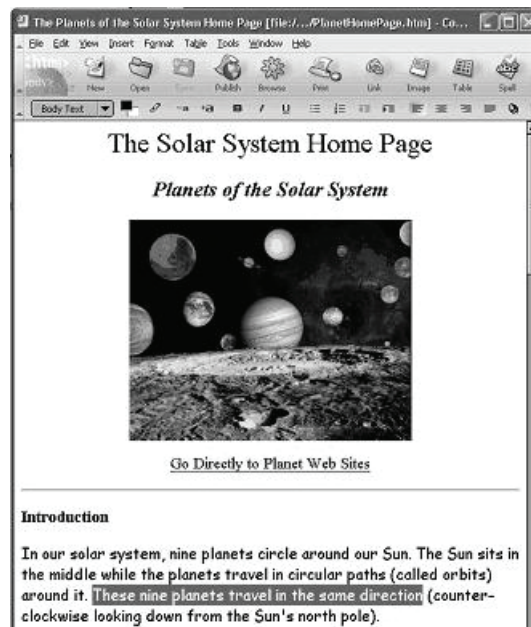 The Planets of the Solar System Home Page [file:/.../PlanetHomePage.htm] - Co...
File Edit View Insert Format Table Tools Window Help
New Open Publish Browse Print Link Image Table Spell
Body Text
The Solar System Home Page
Planets of the Solar System
Go Directly to Planet Web Sites
Introduction
In our solar system, nine planets circle around our Sun. The Sun sits in
the middle while the planets travel in circular paths (called orbits)
around it. These nine planets travel in the same direction (counter-
clockwise looking down from the Sun's north pole).